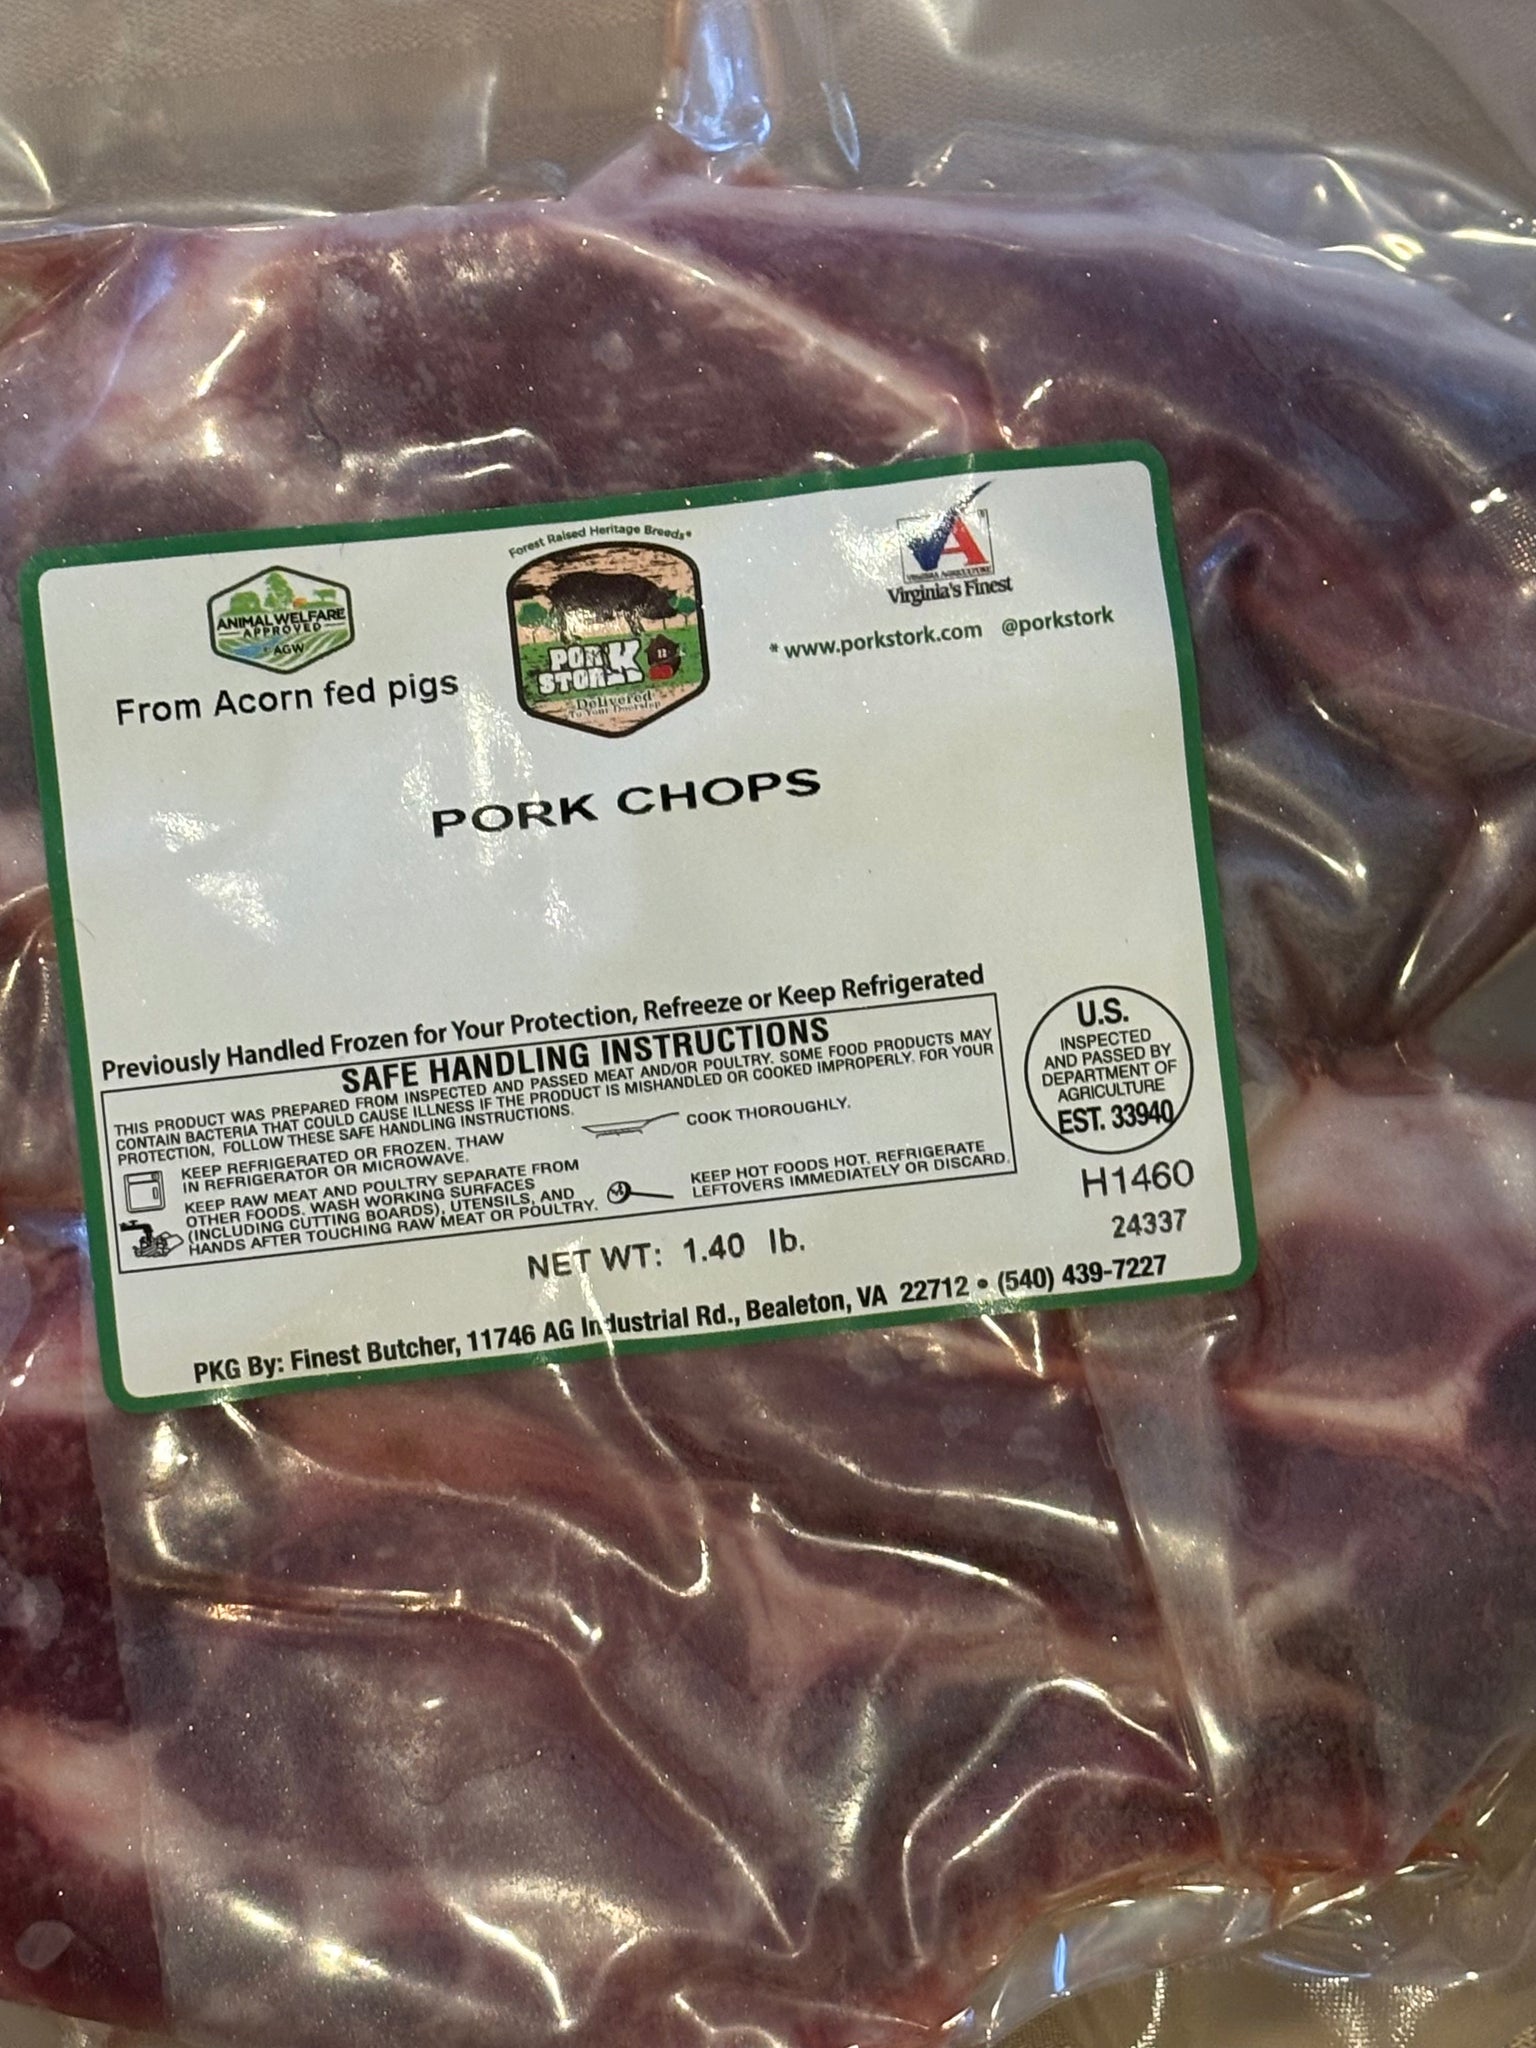 Forest Raised Heritage Breeds*
ANIMAL WELFARE
APPROVED
AGW
PORK
STORK
Delivered
To Your Doorstep
A
VIRGINIA AGRICULTURE
Virginia's Finest
* www.porkstork.com @porkstork
From Acorn fed pigs
PORK CHOPS
Previously Handled Frozen for Your Protection, Refreeze or Keep Refrigerated
SAFE HANDLING INSTRUCTIONS
THIS PRODUCT WAS PREPARED FROM INSPECTED AND PASSED MEAT AND/OR POULTRY. SOME FOOD PRODUCTS MAY
CONTAIN BACTERIA THAT COULD CAUSE ILLNESS IF THE PRODUCT IS MISHANDLED OR COOKED IMPROPERLY. FOR YOUR
PROTECTION, FOLLOW THESE SAFE HANDLING INSTRUCTIONS.
KEEP REFRIGERATED OR FROZEN. THAW
IN REFRIGERATOR OR MICROWAVE.
KEEP RAW MEAT AND POULTRY SEPARATE FROM
OTHER FOODS. WASH WORKING SURFACES
(INCLUDING CUTTING BOARDS), UTENSILS, AND
HANDS AFTER TOUCHING RAW MEAT OR POULTRY.
COOK THOROUGHLY.
KEEP HOT FOODS HOT. REFRIGERATE
LEFTOVERS IMMEDIATELY OR DISCARD.
U.S.
INSPECTED
AND PASSED BY
DEPARTMENT OF
AGRICULTURE
EST. 33940
H1460
24337
NET WT: 1.40 lb.
PKG By: Finest Butcher, 11746 AG Industrial Rd., Bealeton, VA 22712 • (540) 439-7227